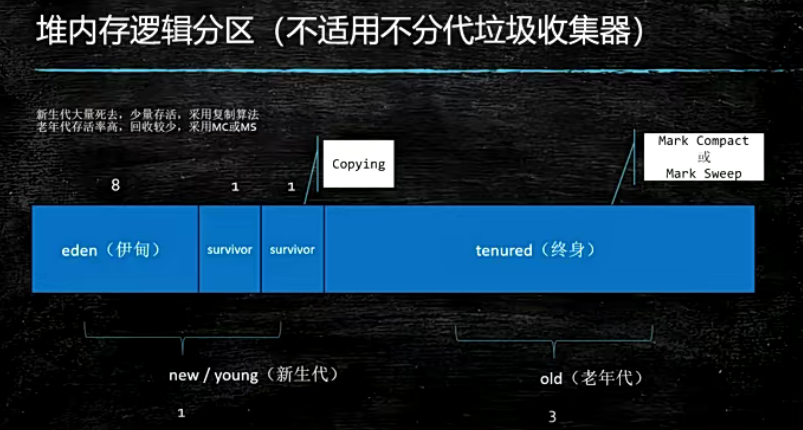 堆内存逻辑分区（不适用不分代垃圾收集器）
新生代大量死去，少量存活，采用复制算法
老年代存活率高，回收较少，采用MC或MS
Copying
Mark Compact
或
Mark Sweep
8
1
1
eden（伊甸）
survivor
survivor
tenured（终身）
new / young（新生代）
old（老年代）
1
3